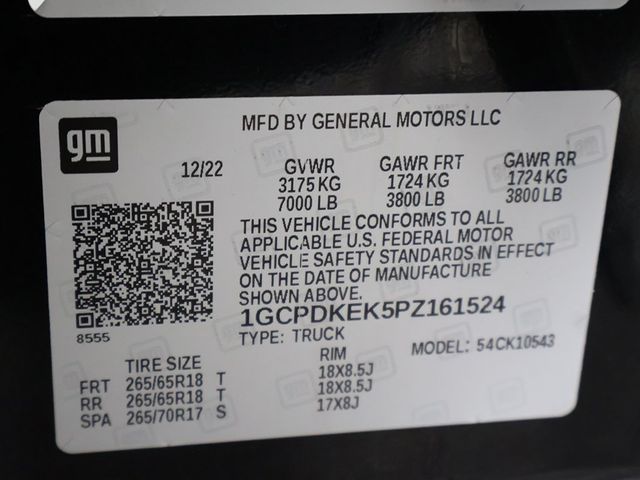 gm
MFD BY GENERAL MOTORS LLC
12/22 GVWR GAWR FRT GAWR RR
3175 KG 1724 KG 1724 KG
7000 LB 3800 LB 3800 LB
THIS VEHICLE CONFORMS TO ALL
APPLICABLE U.S. FEDERAL MOTOR
VEHICLE SAFETY STANDARDS IN EFFECT
ON THE DATE OF MANUFACTURE
SHOWN ABOVE.
8555
1GCPDKEK5PZ161524
TYPE: TRUCK MODEL: 54CK10543
TIRE SIZE RIM
FRT 265/65R18 T 18X8.5J
RR 265/65R18 T 18X8.5J
SPA 265/70R17 S 17X8J